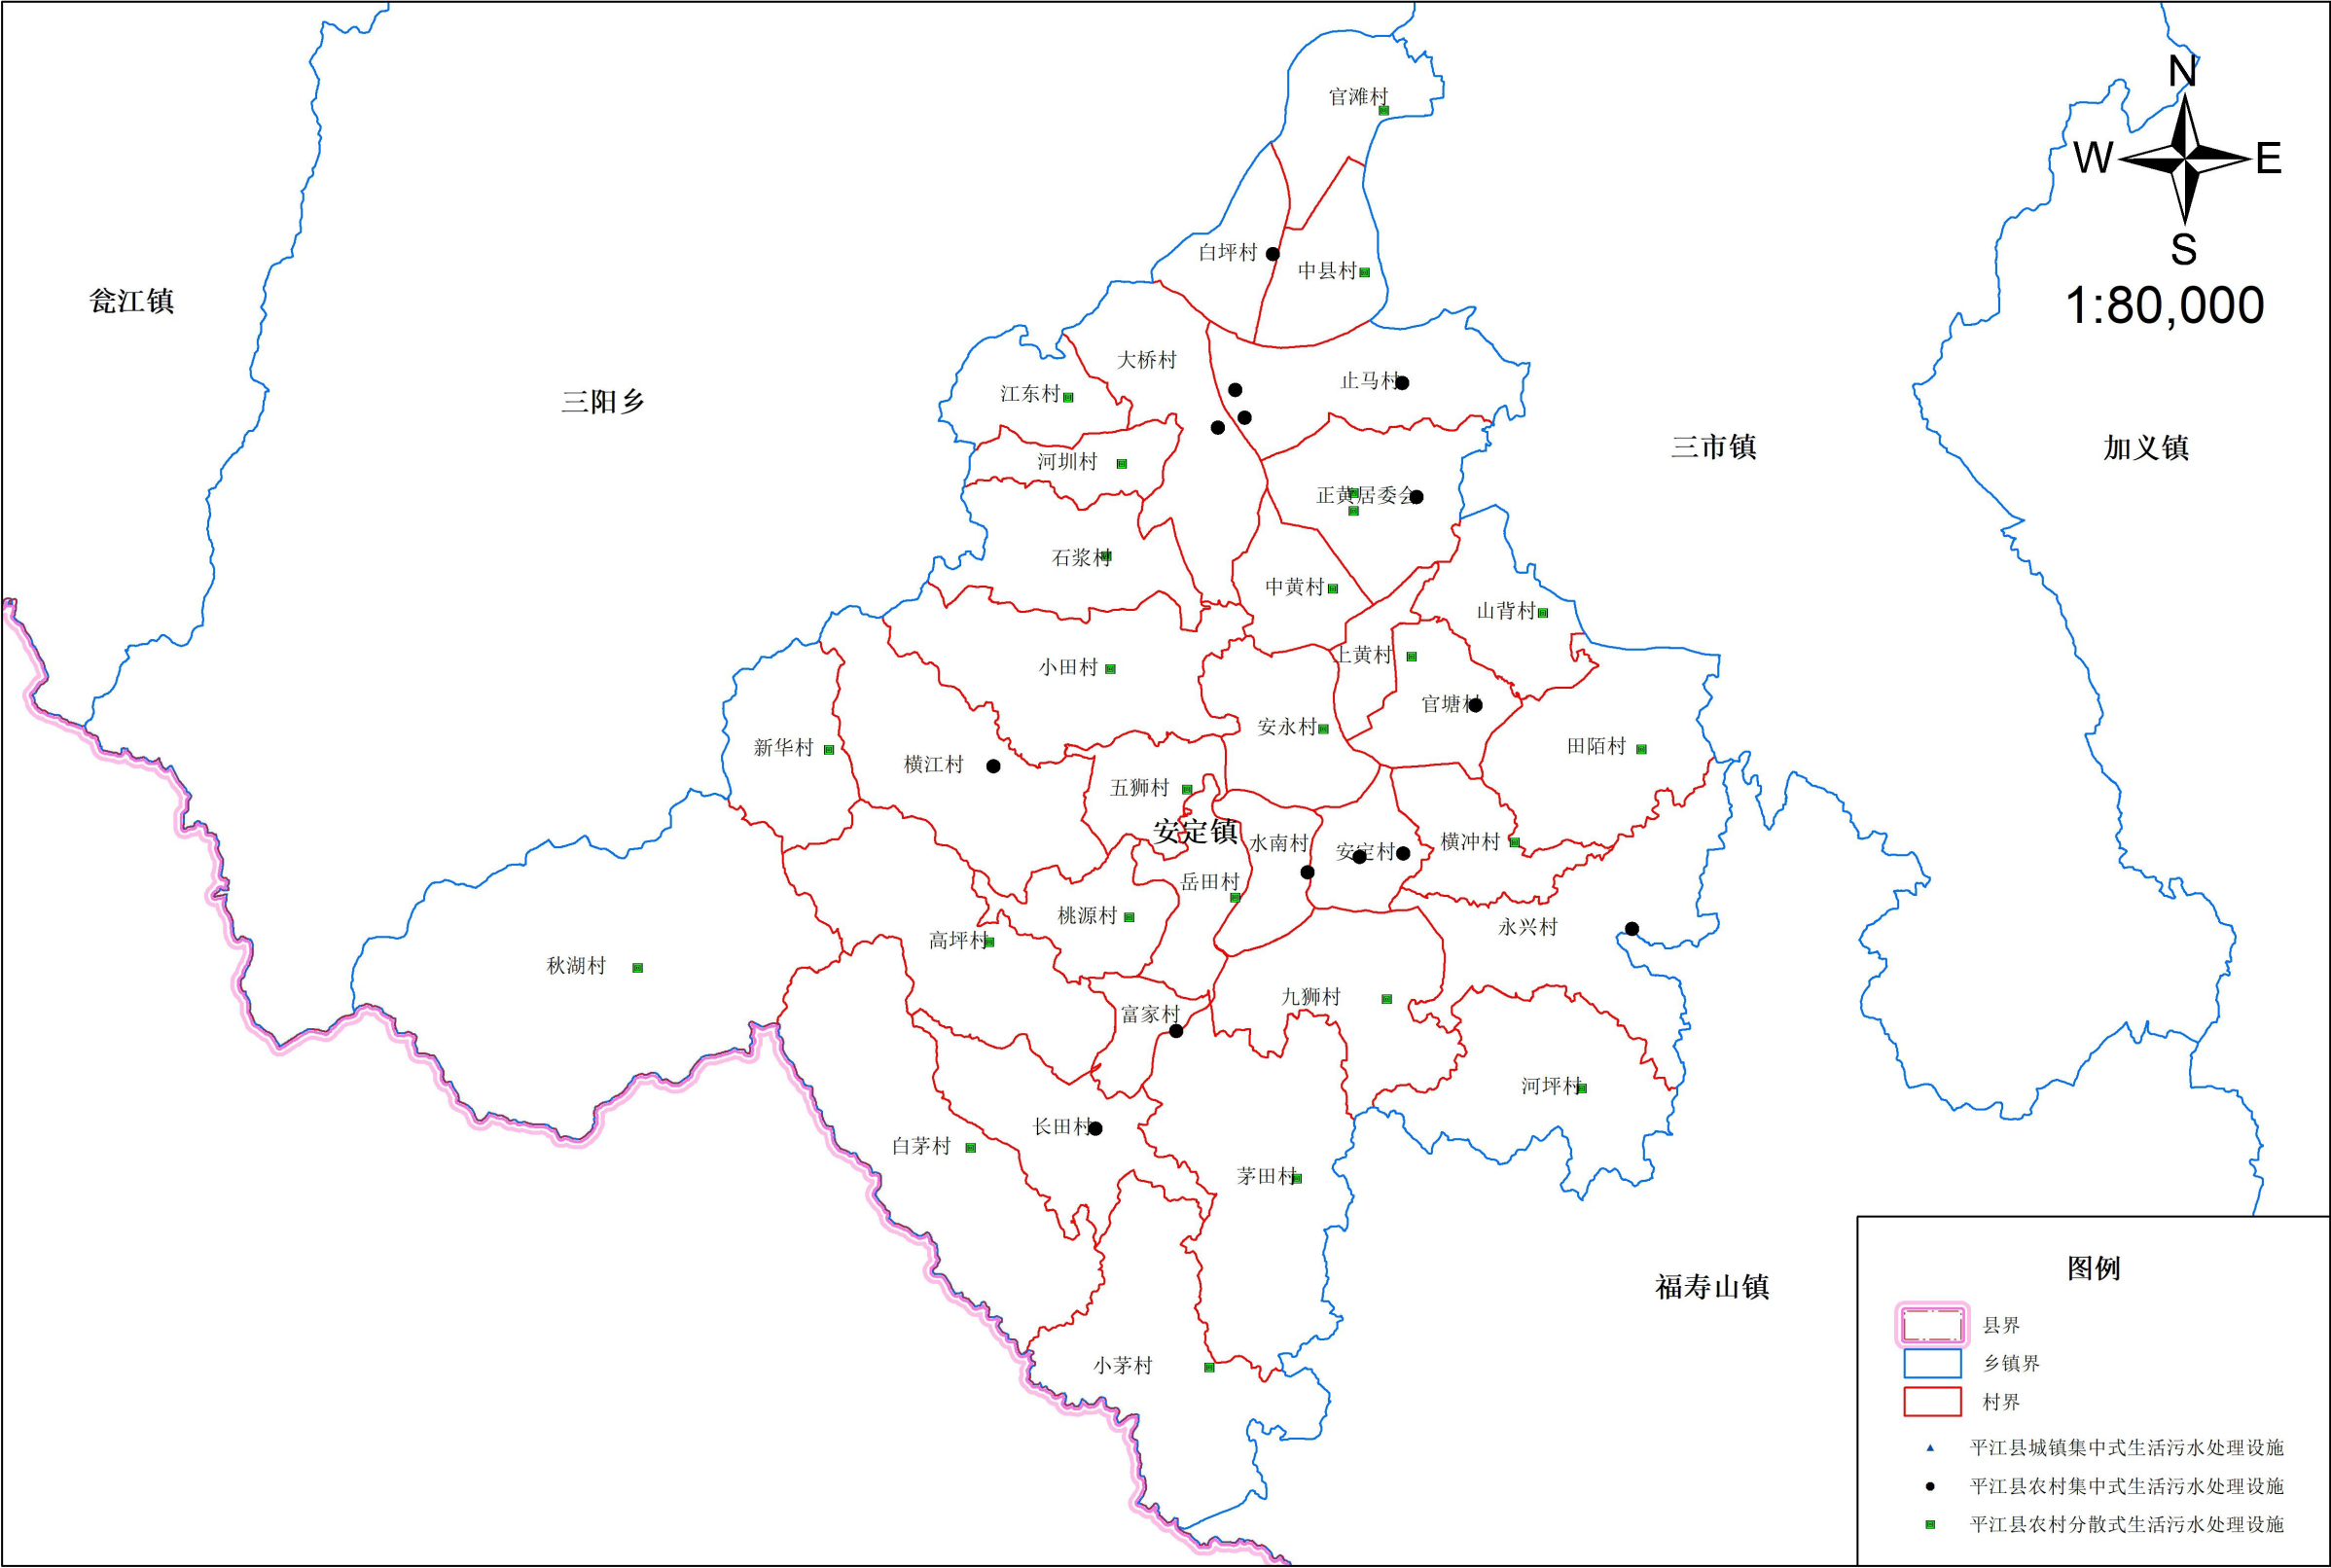 N
官滩村
W
E
S
白坪村
中县村
1:80,000
瓮江镇
大桥村
止马村
江东村
三阳乡
三市镇
加义镇
河圳村
正黄居委会
石浆村
中黄村
山背村
上黄村
小田村
官塘村
安永村
新华村
田陌村
横江村
五狮村
安定镇
水南村
安定村
横冲村
岳田村
桃源村
永兴村
高坪村
秋湖村
九狮村
富家村
河坪村
长田村
白茅村
茅田村
福寿山镇
小茅村
图例
县界
乡镇界
村界
平江县城镇集中式生活污水处理设施
平江县农村集中式生活污水处理设施
平江县农村分散式生活污水处理设施